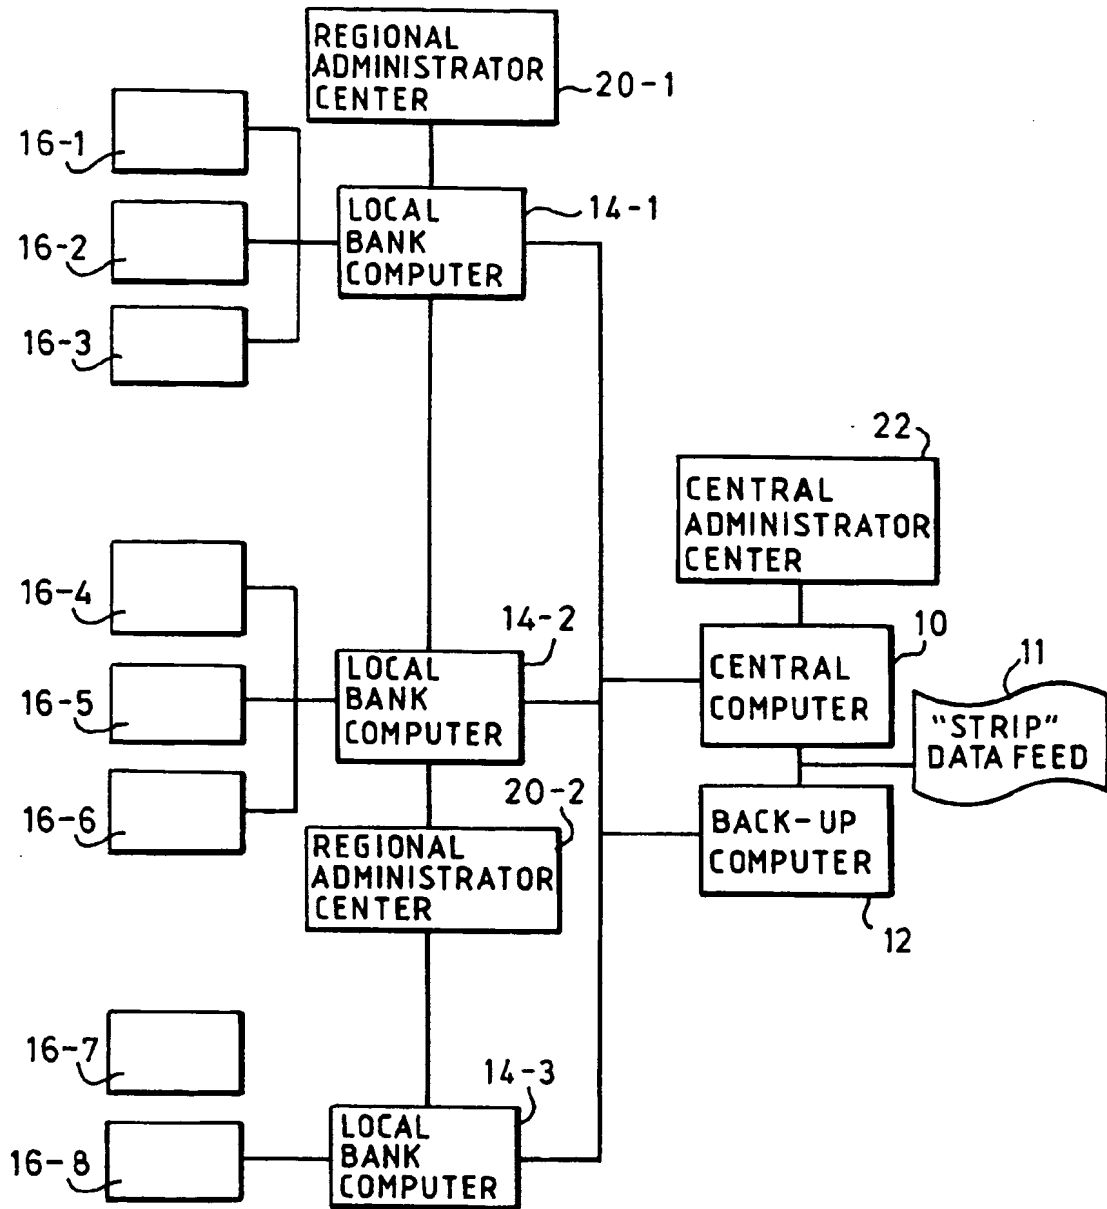 REGIONAL
ADMINISTRATOR
CENTER
20-1
16-1
LOCAL
BANK
COMPUTER
14-1
16-2
16-3
22
CENTRAL
ADMINISTRATOR
CENTER
16-4
14-2
10
11
LOCAL
BANK
COMPUTER
CENTRAL
COMPUTER
16-5
"STRIP"
DATA FEED
20-2
16-6
BACK-UP
COMPUTER
REGIONAL
ADMINISTRATOR
CENTER
12
16-7
14-3
LOCAL
BANK
COMPUTER
16-8